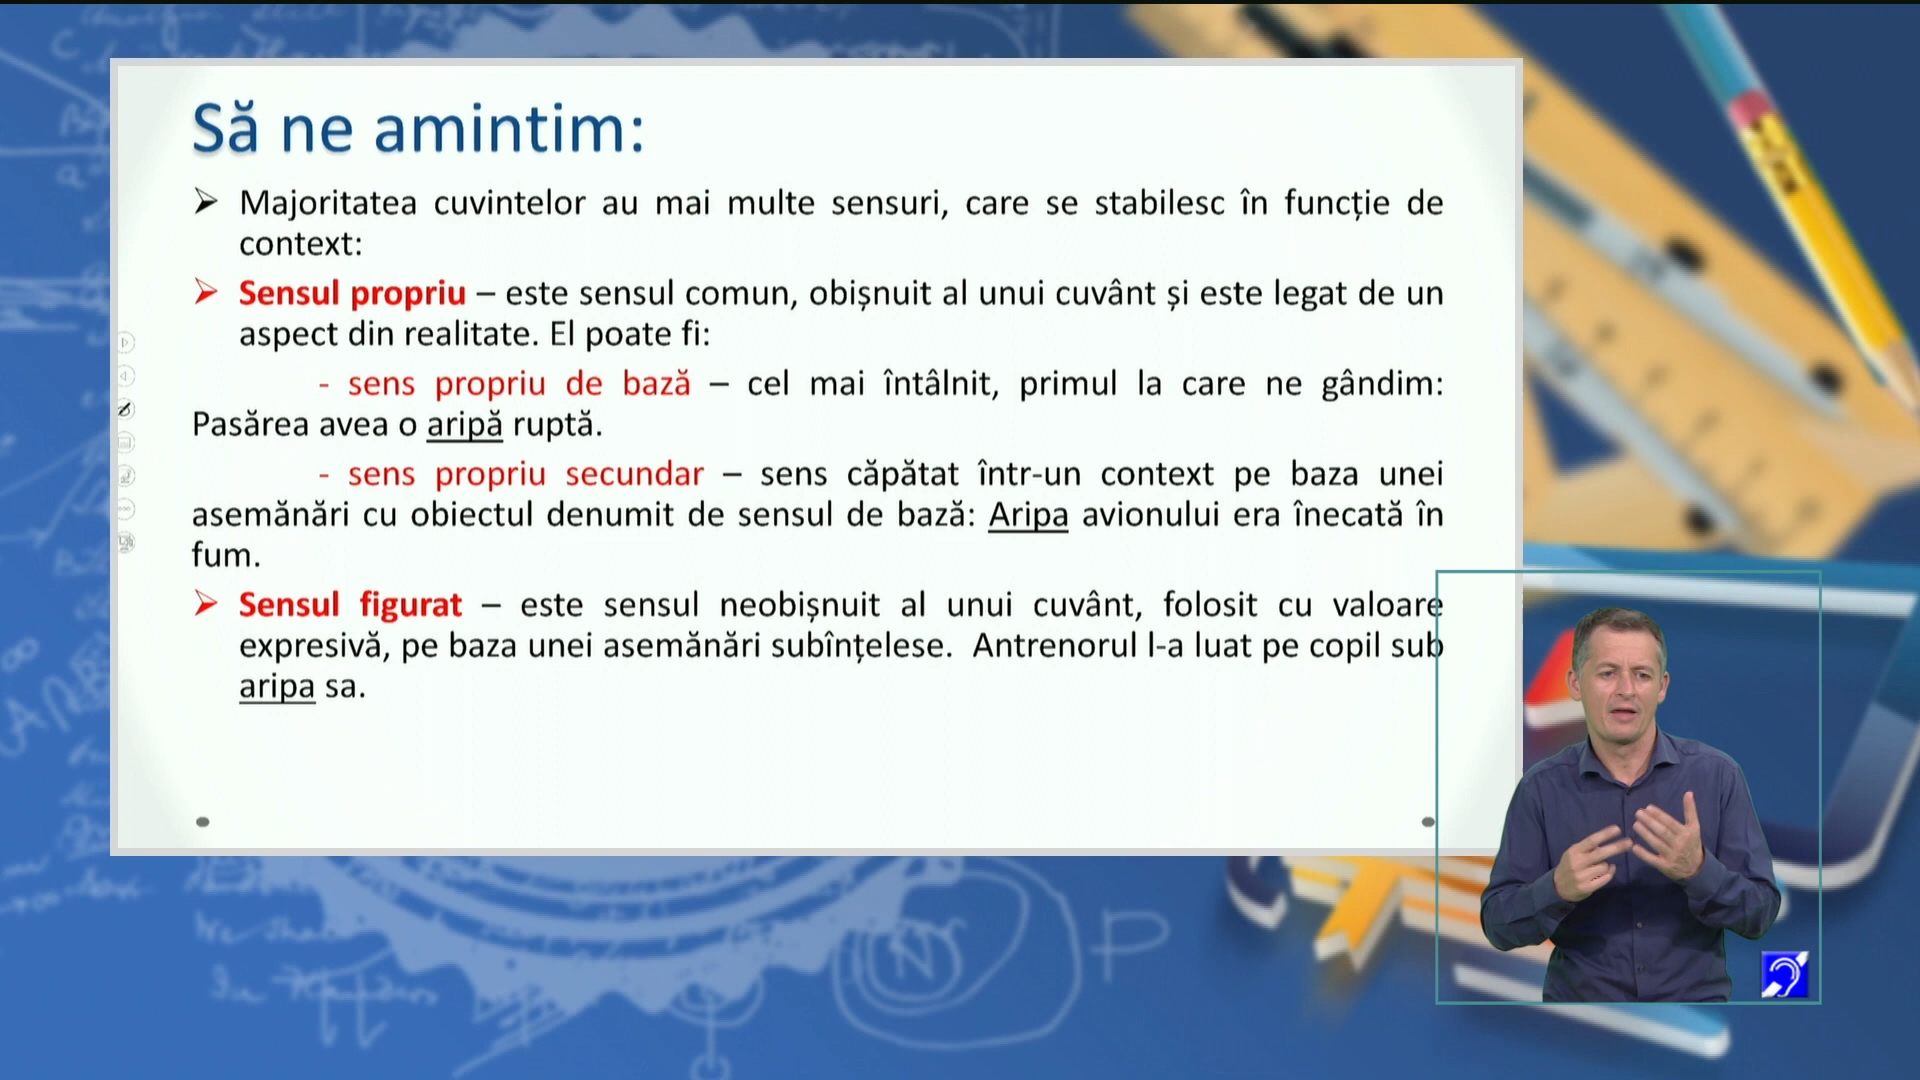 Să ne amintim:
➢ Majoritatea cuvintelor au mai multe sensuri, care se stabilesc în funcție de
context:
➢ Sensul propriu – este sensul comun, obișnuit al unui cuvânt și este legat de un
aspect din realitate. El poate fi:
- sens propriu de bază – cel mai întâlnit, primul la care ne gândim:
Pasărea avea o aripă ruptă.
- sens propriu secundar – sens căpătat într-un context pe baza unei
asemănări cu obiectul denumit de sensul de bază: Aripa avionului era înecată în
fum.
➢ Sensul figurat – este sensul neobișnuit al unui cuvânt, folosit cu valoare
expresivă, pe baza unei asemănări subînțelese. Antrenorul l-a luat pe copil sub
aripa sa.
N
P